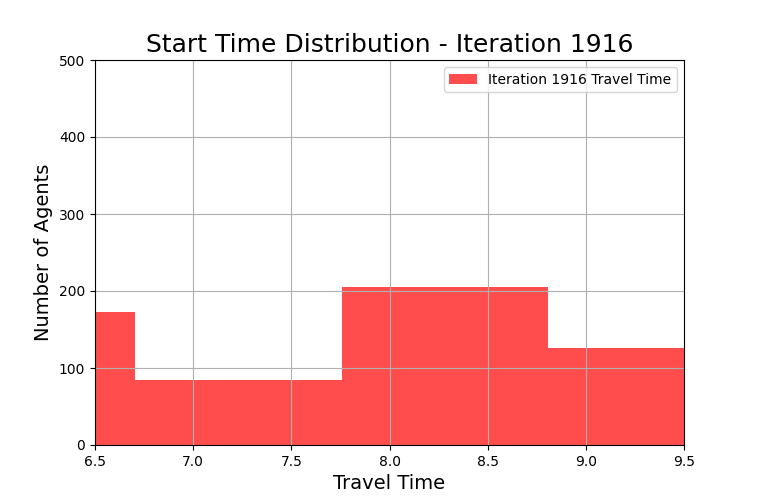 Start Time Distribution - Iteration 1916
Iteration 1916 Travel Time
Number of Agents
500
400
300
200
100
0
6.5 7.0 7.5 8.0 8.5 9.0 9.5
Travel Time